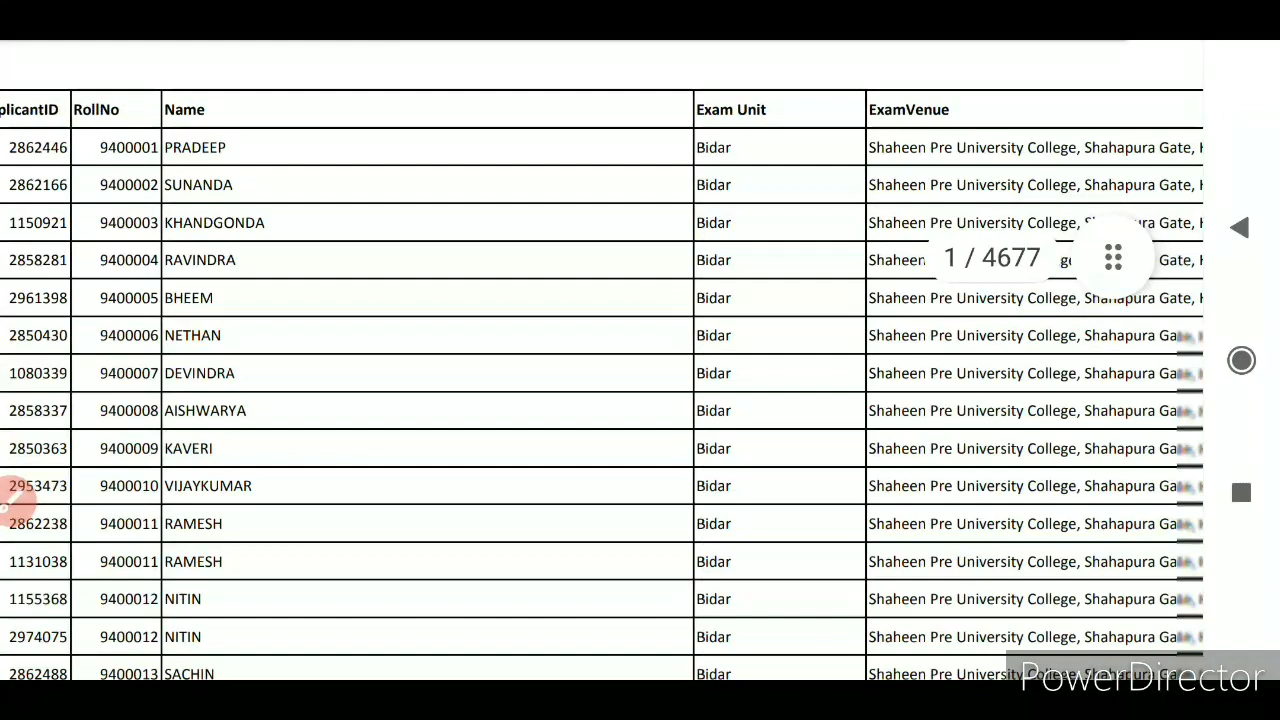 plicantID RollNo Name Exam Unit ExamVenue
2862446 9400001 PRADEEP Bidar Shaheen Pre University College, Shahapura Gate, H
2862166 9400002 SUNANDA Bidar Shaheen Pre University College, Shahapura Gate, H
1150921 9400003 KHANDGONDA Bidar Shaheen Pre University College, Gate, H
2858281 9400004 RAVINDRA Bidar Shaheen Gate, H
1 / 4677
2961398 9400005 BHEEM Bidar Shaheen Pre University College, Shahapura Gate, H
2850430 9400006 NETHAN Bidar Shaheen Pre University College, Shahapura
1080339 9400007 DEVINDRA Bidar Shaheen Pre University College, Shahapura
2858337 9400008 AISHWARYA Bidar Shaheen Pre University College, Shahapura
2850363 9400009 KAVERI Bidar Shaheen Pre University College, Shahapura
2953473 9400010 VIJAYKUMAR Bidar Shaheen Pre University College, Shahapura
2862238 9400011 RAMESH Bidar Shaheen Pre University College, Shahapura
1131038 9400011 RAMESH Bidar Shaheen Pre University College, Shahapura
1155368 9400012 NITIN Bidar Shaheen Pre University College, Shahapura
2974075 9400012 NITIN Bidar Shaheen Pre University College, Shahapura
2862488 9400013 SACHIN Bidar Shaheen Pre University College, Shahapura
PowerDirector